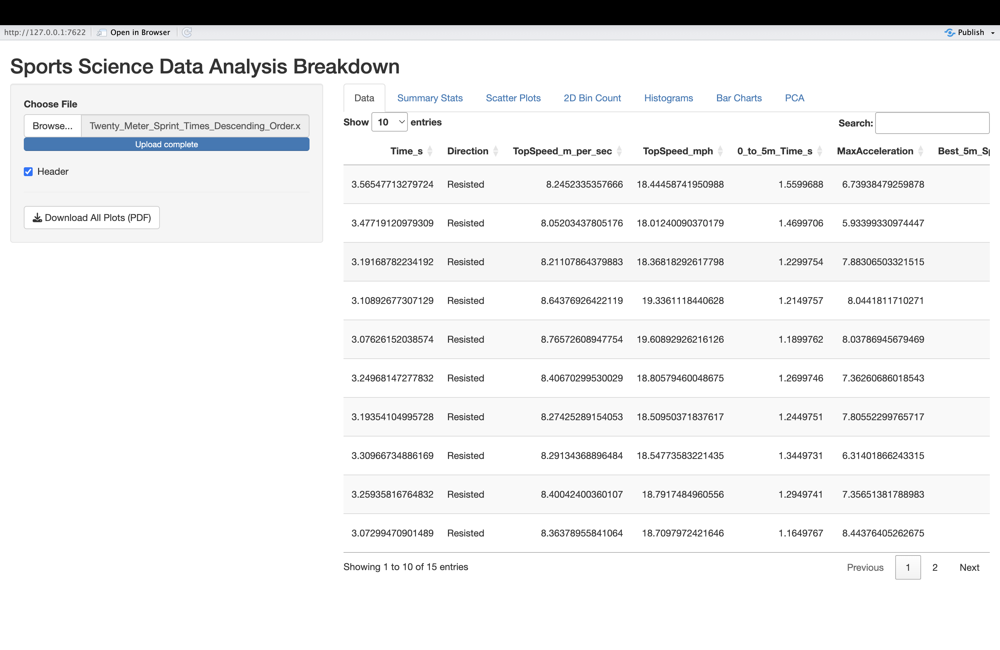 http://127.0.0.1:7622 Open in Browser Publish
Sports Science Data Analysis Breakdown
Choose File
Browse... Twenty_Meter_Sprint_Times_Descending_Order.x
Upload complete
Header
Download All Plots (PDF)
Data Summary Stats Scatter Plots 2D Bin Count Histograms Bar Charts PCA
Show 10 entries Search:
Time_s Direction TopSpeed_m_per_sec TopSpeed_mph 0_to_5m_Time_s MaxAcceleration Best_5m_Sp
3.56547713279724 Resisted 8.2452335357666 18.44458741950988 1.5599688 6.73938479259878
3.47719120979309 Resisted 8.05203437805176 18.01240090370179 1.4699706 5.93399330974447
3.19168782234192 Resisted 8.21107864379883 18.36818292617798 1.2299754 7.88306503321515
3.10892677307129 Resisted 8.64376926422119 19.3361118440628 1.2149757 8.0441811710271
3.07626152038574 Resisted 8.76572608947754 19.60892926216126 1.1899762 8.03786945679469
3.24968147277832 Resisted 8.40670299530029 18.80579460048675 1.2699746 7.36260686018543
3.19354104995728 Resisted 8.27425289154053 18.50950371837617 1.2449751 7.80552299765717
3.30966734886169 Resisted 8.29134368896484 18.54773583221435 1.3449731 6.31401866243315
3.25935816764832 Resisted 8.40042400360107 18.7917484960556 1.2949741 7.35651381788983
3.07299470901489 Resisted 8.36378955841064 18.7097972421646 1.1649767 8.44376405262675
Showing 1 to 10 of 15 entries Previous 1 2 Next